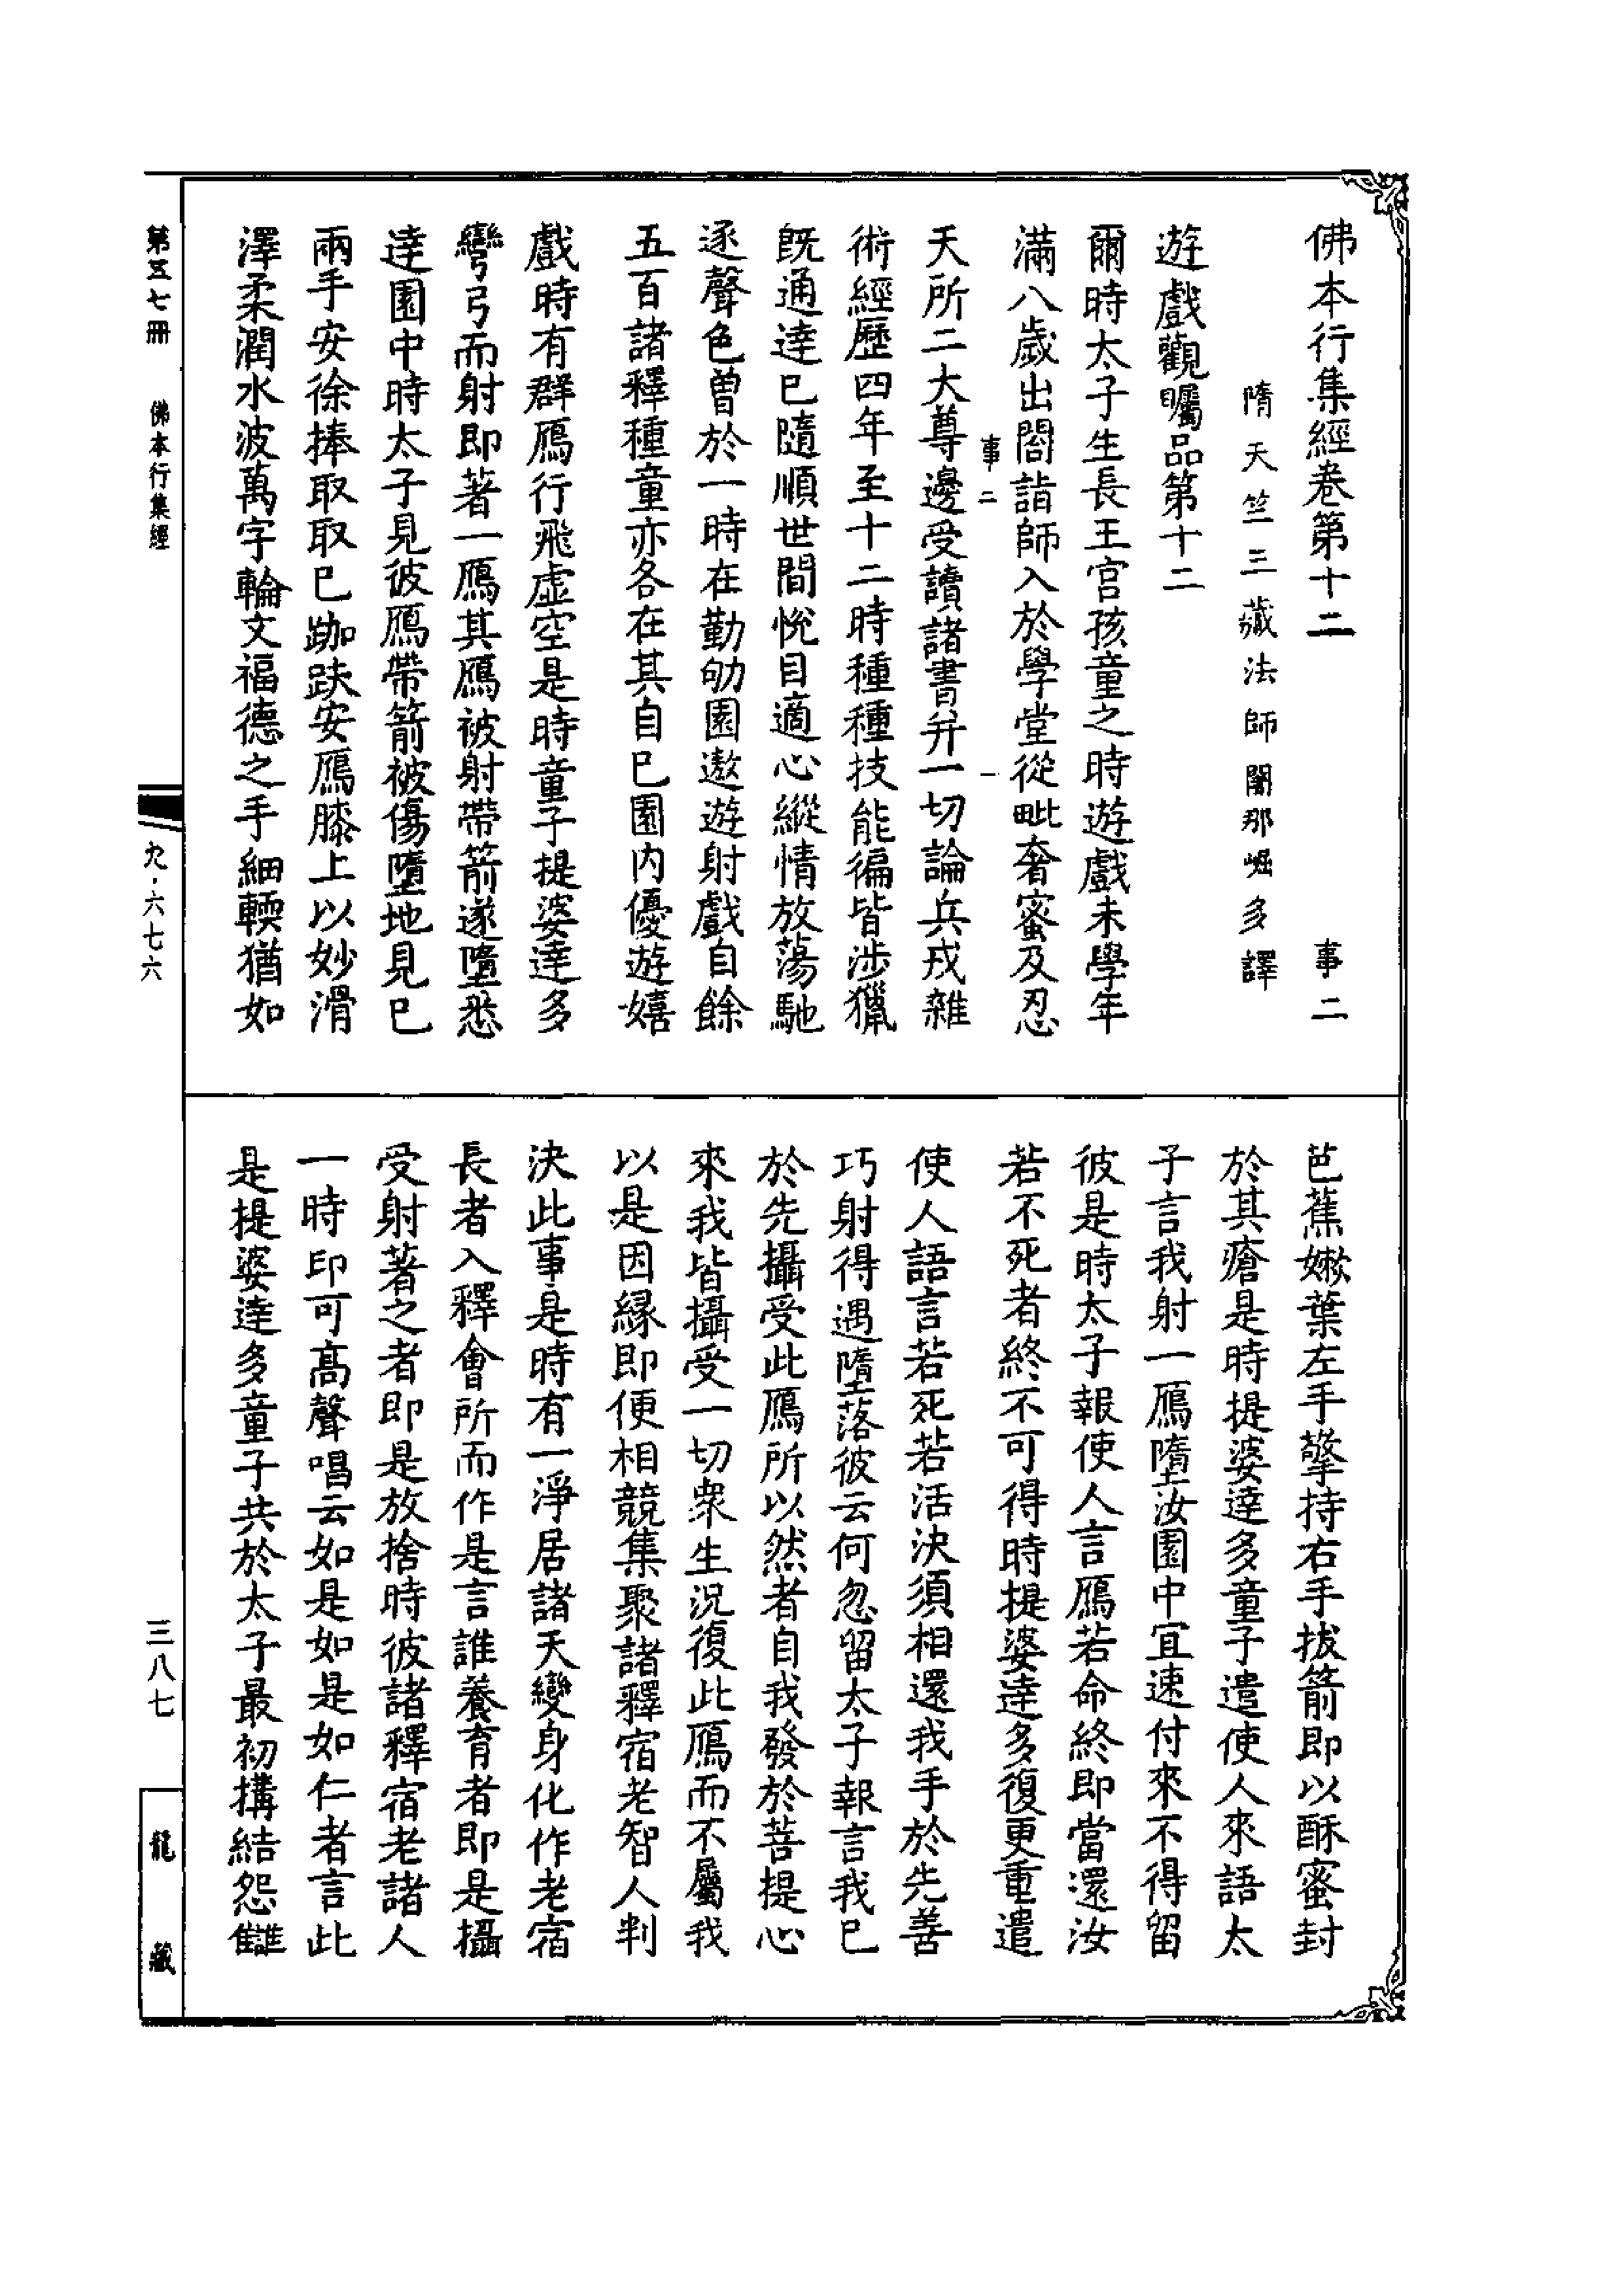 佛本行集經卷第十二　事二
隋天竺三藏法師闍那崛多譯
遊戲觀矚品第十二
爾時太子生長王宮孩童之時遊戲未學年
滿八歲出閤詣師入於學堂從毗奢蜜及忍
事二　一
天所二大尊邊受讀諸書并一切論兵戎雜
術經歷四年至十二時種種技能徧皆涉獵
既通達已隨順世間悅目適心縱情放蕩馳
逐聲色曾於一時在勤劬園遨遊射戲自餘
五百諸釋種童亦各在其自已園內優遊嬉
戲時有群鴈行飛虛空是時童子提婆達多
彎弓而射即著一鴈其鴈被射帶箭遂墮悉
達園中時太子見彼鴈帶箭被傷墮地見已
兩手安徐捧取取已跏趺安鴈膝上以妙滑
澤柔潤水波萬字輪文福德之手細輭猶如
芭蕉嫩葉左手擎持右手拔箭即以酥蜜封
於其瘡是時提婆達多童子遣使人來語太
子言我射一鴈墮汝園中宜速付來不得留
彼是時太子報使人言鴈若命終即當還汝
若不死者終不可得時提婆達多復更重遣
使人語言若死若活決須相還我手於先善
巧射得遇墮落彼云何忽留太子報言我已
於先攝受此鴈所以然者自我發於菩提心
來我皆攝受一切衆生況復此鴈而不屬我
以是因緣即便相競集聚諸釋宿老智人判
決此事是時有一淨居諸天變身化作老宿
長者入釋會所而作是言誰養育者即是攝
受射著之者即是放捨時彼諸釋宿老諸人
一時印可高聲唱云如是如是如仁者言此
是提婆達多童子共於太子最初搆結怨讎
第五七冊　佛本行集經　九·六七六　三八七　龍藏